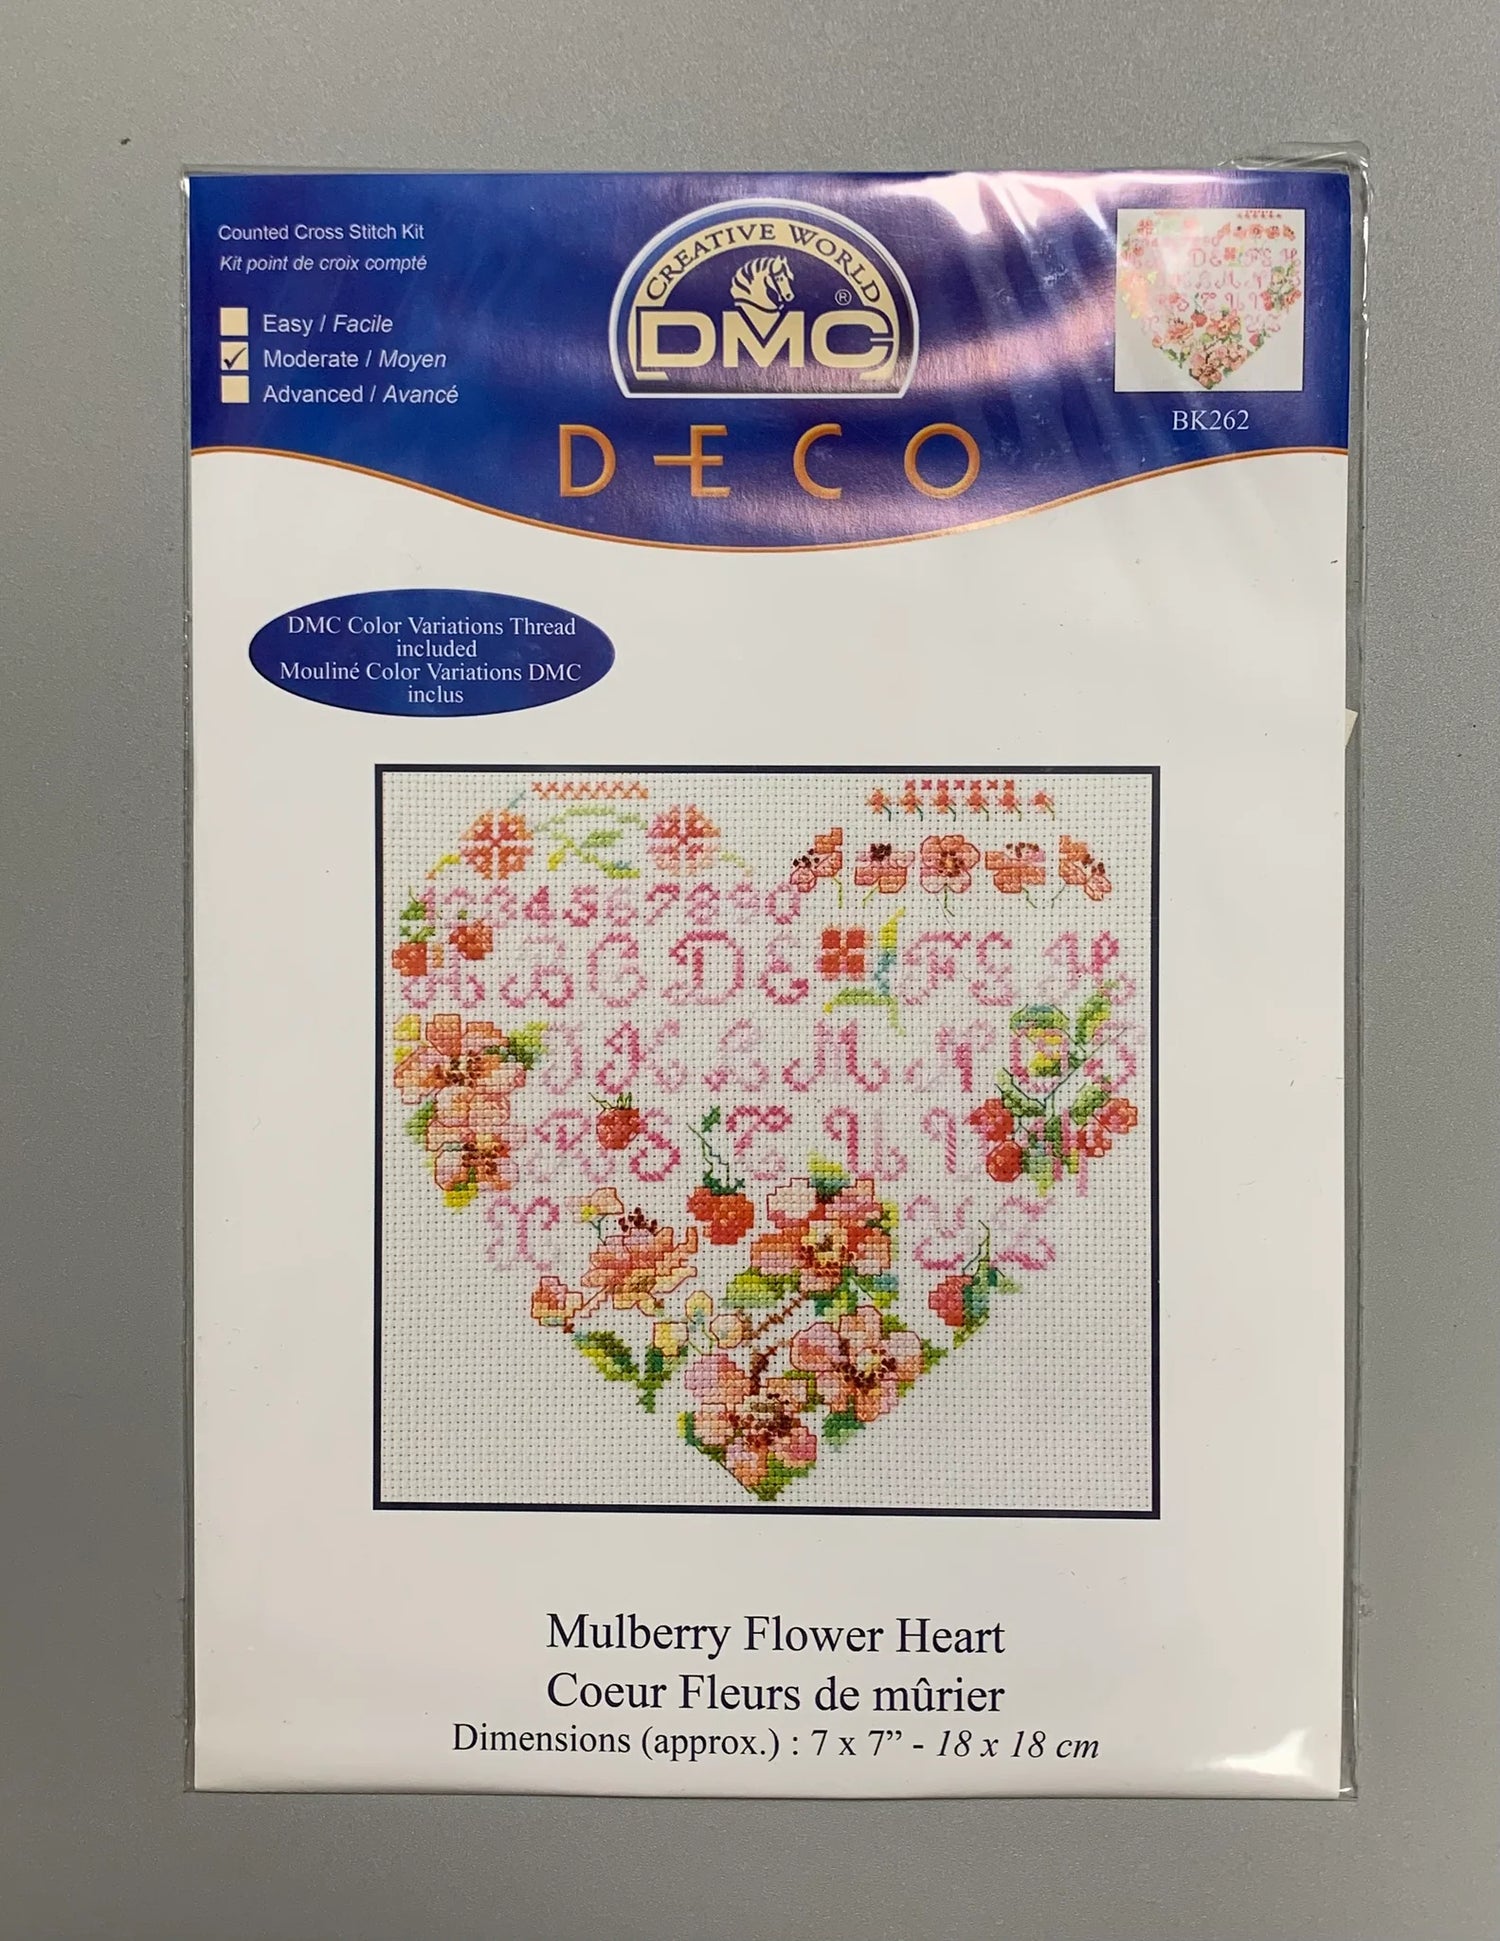 Counted Cross Stitch Kit
Kit point de croix compté
Easy / Facile
Moderate / Moyen
Advanced / Avancé
CREATIVE WORLD
DMC®
DECO
BK262
DMC Color Variations Thread
included
Mouliné Color Variations DMC
inclus
1234567890
A B C D E F G H
J K L M N O P
R S T U V
X Y Z
Mulberry Flower Heart
Coeur Fleurs de mûrier
Dimensions (approx.) : 7 x 7” - 18 x 18 cm